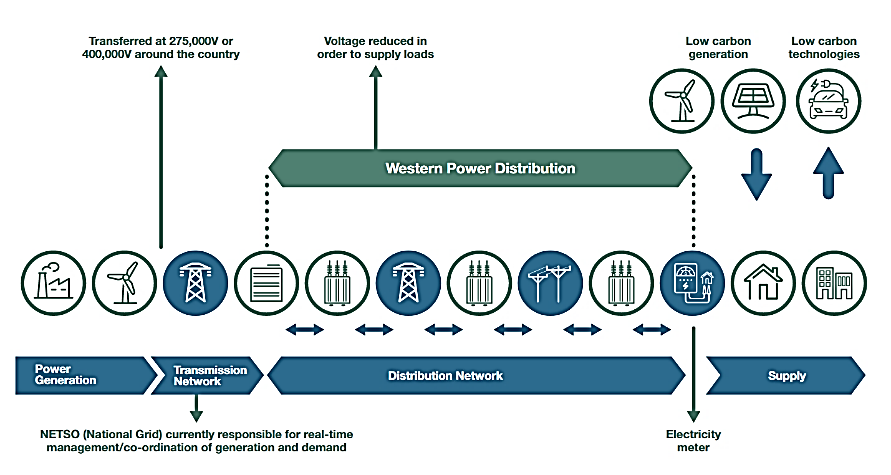 Transferred at 275,000V or
400,000V around the country
Voltage reduced in
order to supply loads
Low carbon
generation
Low carbon
technologies
Western Power Distribution
Power
Generation
Transmission
Network
Distribution Network
Supply
NETSO (National Grid) currently responsible for real-time
management/co-ordination of generation and demand
Electricity
meter